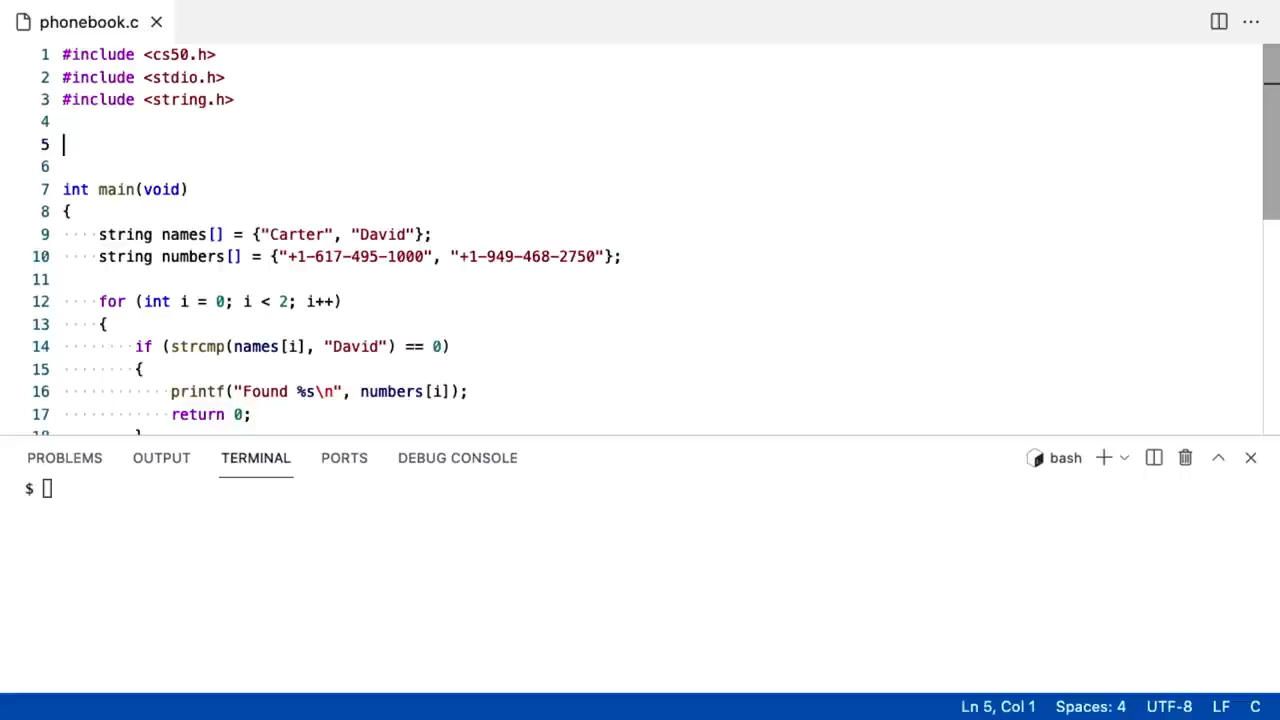 phonebook.c
1 #include <cs50.h>
2 #include <stdio.h>
3 #include <string.h>
4
5
6
7 int main(void)
8 {
9 string names[] = {"Carter", "David"};
10 string numbers[] = {"+1-617-495-1000", "+1-949-468-2750"};
11
12 for (int i = 0; i < 2; i++)
13 {
14 if (strcmp(names[i], "David") == 0)
15 {
16 printf("Found %s\n", numbers[i]);
17 return 0;
18 }
PROBLEMS OUTPUT TERMINAL PORTS DEBUG CONSOLE bash
$
Ln 5, Col 1 Spaces: 4 UTF-8 LF C